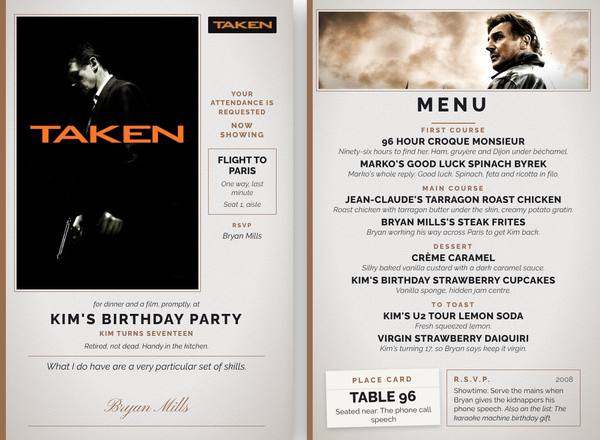 TAKEN
TAKEN
YOUR
ATTENDANCE IS
REQUESTED
NOW
SHOWING
FLIGHT TO
PARIS
One way, last
minute
Seat 1, aisle
RSVP
Bryan Mills
for dinner and a film, promptly, at
KIM'S BIRTHDAY PARTY
KIM TURNS SEVENTEEN
Retired, not dead. Handy in the kitchen.
What I do have are a very particular set of skills.
Bryan Mills
MENU
FIRST COURSE
96 HOUR CROQUE MONSIEUR
Ninety-six hours to find her. Ham, gruyère and Dijon under béchamel.
MARKO'S GOOD LUCK SPINACH BYREK
Marko's whole reply. Good luck. Spinach, feta and ricotta in filo.
MAIN COURSE
JEAN-CLAUDE'S TARRAGON ROAST CHICKEN
Roast chicken with tarragon butter under the skin, creamy potato gratin.
BRYAN MILLS'S STEAK FRITES
Bryan working his way across Paris to get Kim back.
DESSERT
CRÈME CARAMEL
Silky baked vanilla custard with a dark caramel sauce.
KIM'S BIRTHDAY STRAWBERRY CUPCAKES
Vanilla sponge, hidden jam centre.
TO TOAST
KIM'S U2 TOUR LEMON SODA
Fresh squeezed lemon.
VIRGIN STRAWBERRY DAIQUIRI
Kim's turning 17, so Bryan says keep it virgin.
PLACE CARD
TABLE 96
Seated near: The phone call
speech
R.S.V.P. 2008
Showtime: Serve the mains when
Bryan gives the kidnappers his
phone speech. Also on the list: The
karaoke machine birthday gift.